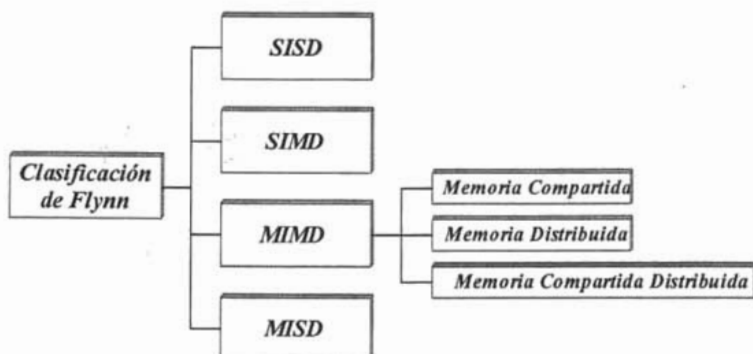 Clasificación
de Flynn
SISD
SIMD
MIMD
MISD
Memoria Compartida
Memoria Distribuida
Memoria Compartida Distribuida